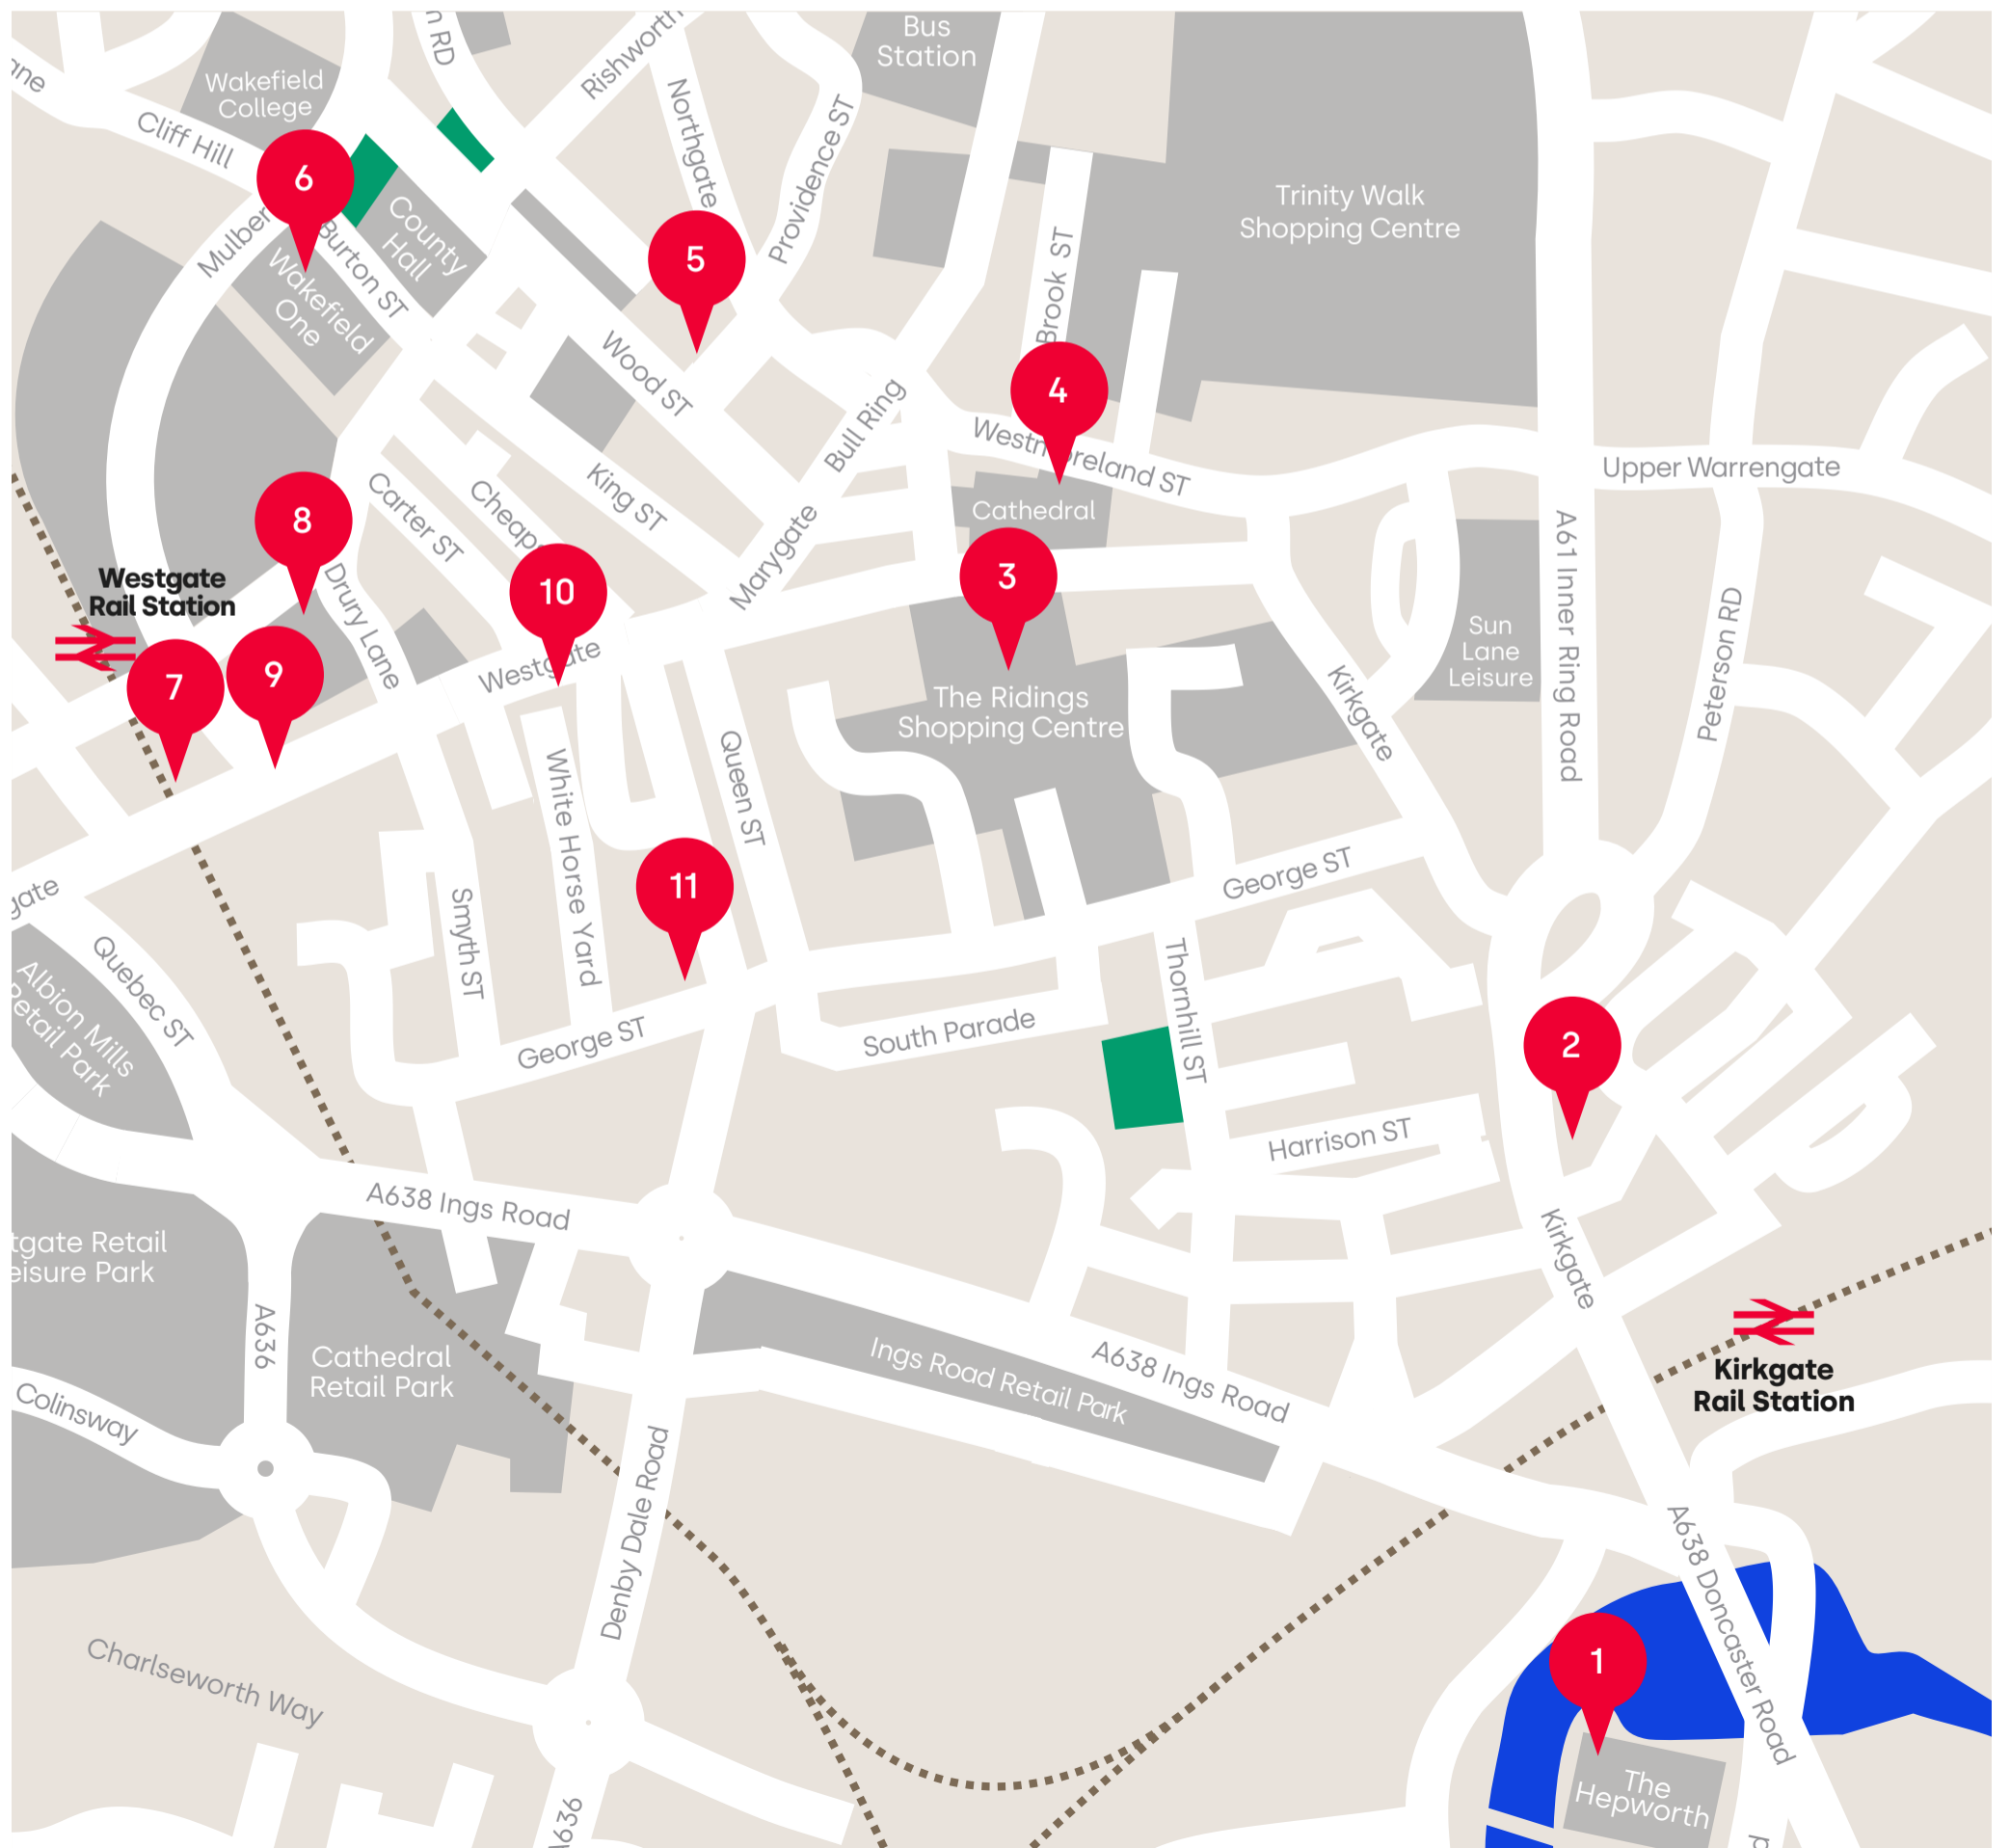 Bus
Station
Rishworth
RD
Wakefield
College
Cliff Hill
Northgate
Providence ST
6
County
Hall
Trinity Walk
Shopping Centre
Burton ST
5
Brook ST
Wakefield
One
Wood ST
4
Bull Ring
Westmoreland ST
Upper Warrengate
Carter ST
King ST
Cathedral
8
Marygate
A61 Inner Ring Road
Westgate
Rail Station
Drury Lane
10
3
Sun
Lane
Leisure
Peterson RD
Westgate
7
9
The Ridings
Shopping Centre
Kirkgate
Queen ST
White Horse Yard
11
George ST
Smyth ST
Quebec ST
Albion Mills
Retail Park
George ST
South Parade
Thornhill ST
2
Harrison ST
A638 Ings Road
Kirkgate
A636
Cathedral
Retail Park
Ings Road Retail Park
A638 Ings Road
Kirkgate
Rail Station
Colinsway
Denby Dale Road
A638 Doncaster Road
Charlseworth Way
1
The
Hepworth